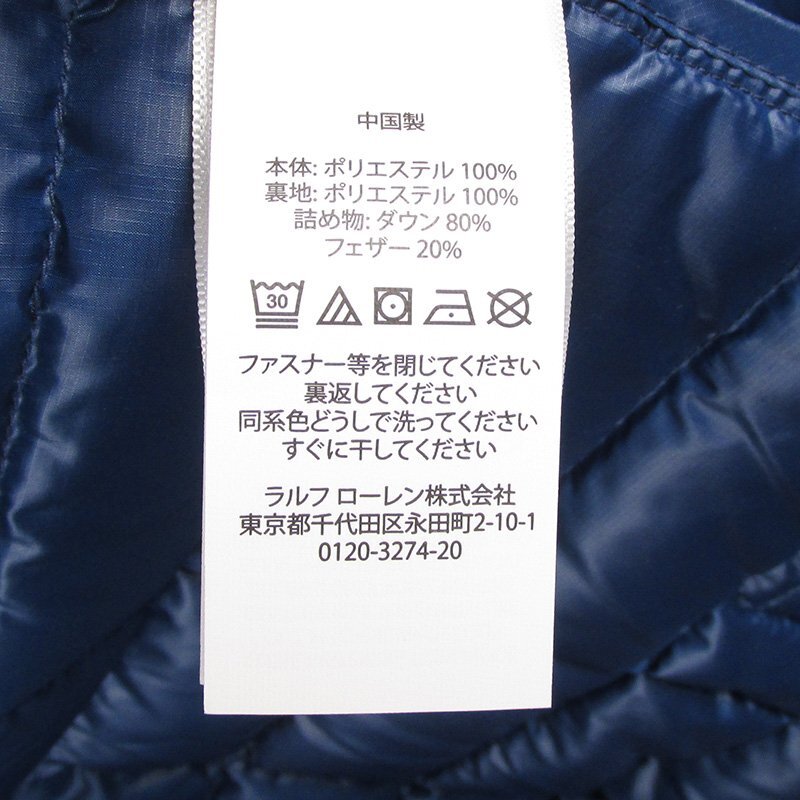 中国製
本体: ポリエステル 100%
裏地: ポリエステル 100%
詰め物: ダウン 80%
フェザー 20%
30
ファスナー等を閉じてください
裏返してください
同系色どうしで洗ってください
すぐに干してください
ラルフ ローレン株式会社
東京都千代田区永田町2-10-1
0120-3274-20